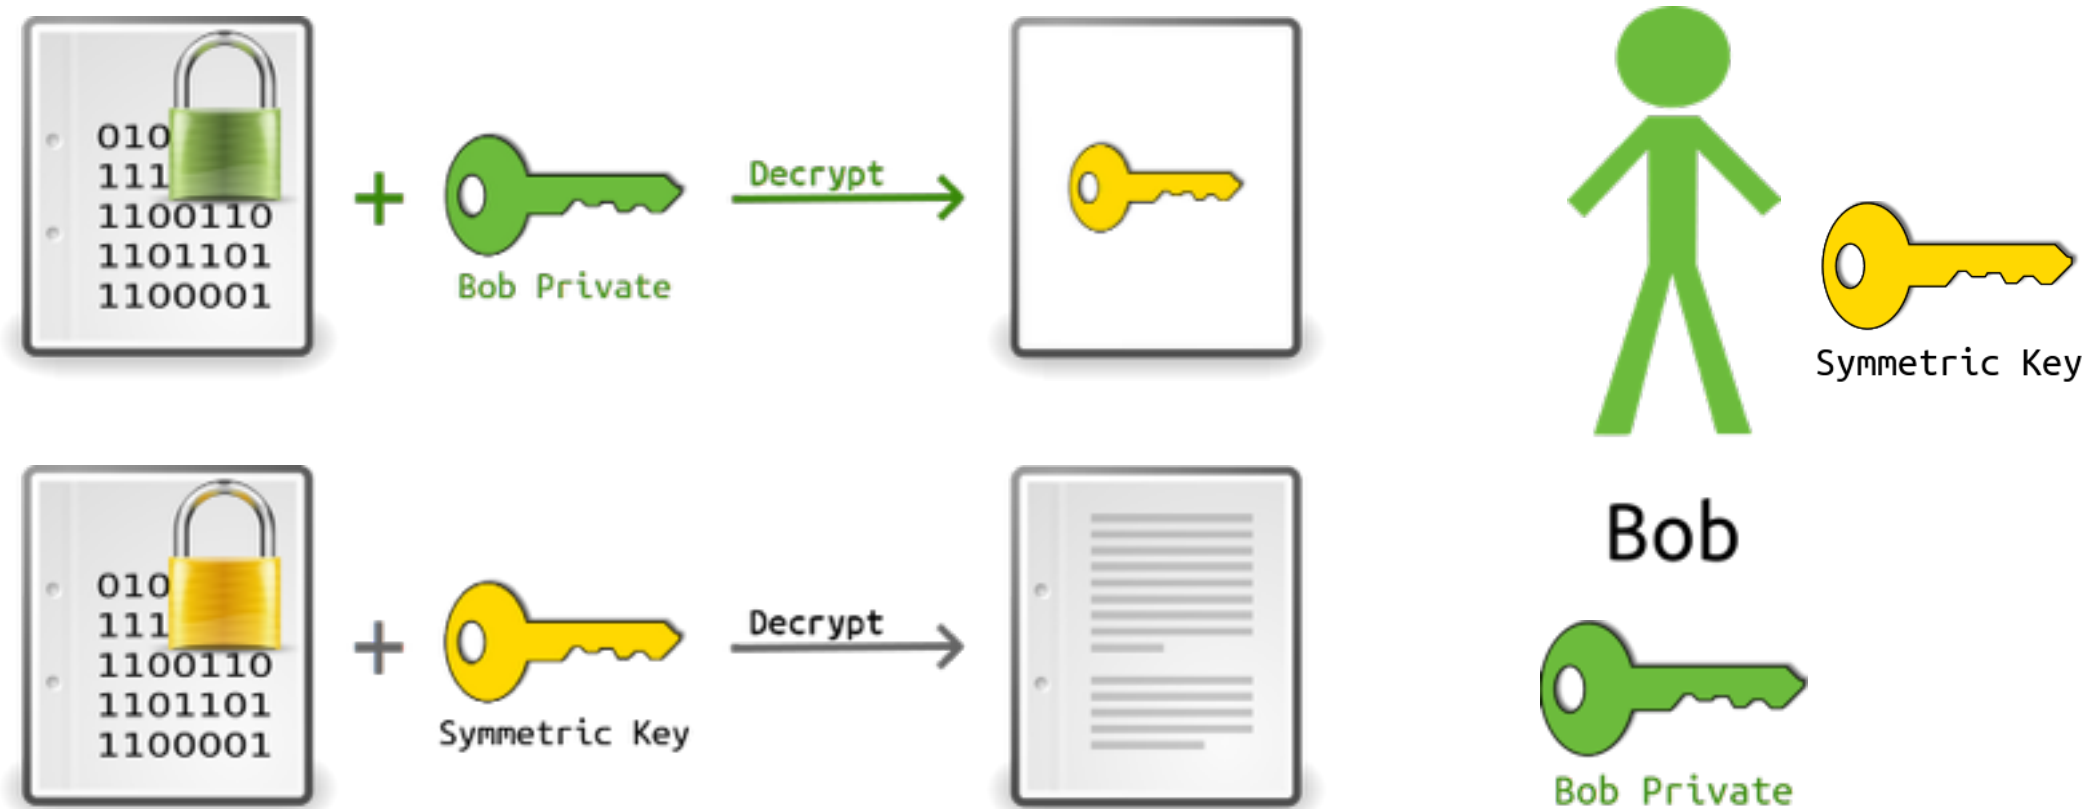 010
111
1100110
1101101
1100001
Bob Private
Decrypt
Symmetric Key
010
111
1100110
1101101
1100001
Symmetric Key
Decrypt
Bob
Bob Private